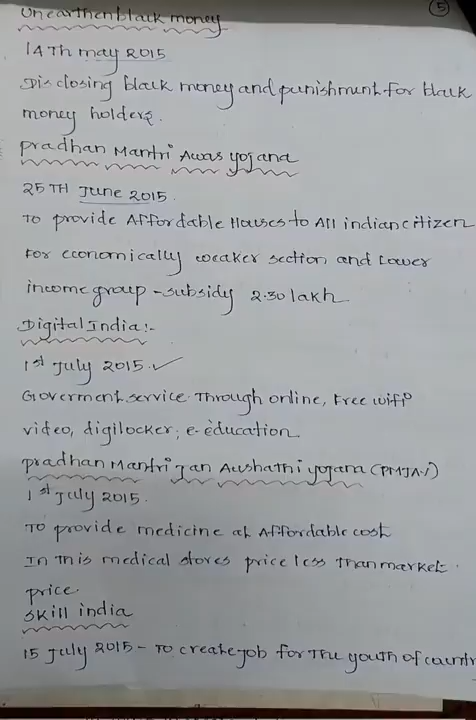 5
Unearthen black money
14Th may 2015
Disclosing black money and punishment for black
money holders.
pradhan Mantri Awas yojana
25TH June 2015.
To provide Affordable Houses to All indian citizen
For economically weaker section and Lower
income group - subsidy 2.30 lakh
Digital India:-
1st July 2015.✓
Goverment service Through online, Free wifi
video, digilocker, e-education
pradhan Mantri jan Aushathi yojana (PMJAY)
1st July 2015.
To provide medicine at Affordable cost
In This medical stores price less Than market
price.
Skill india
15 July 2015 - To create job for The youth of countr